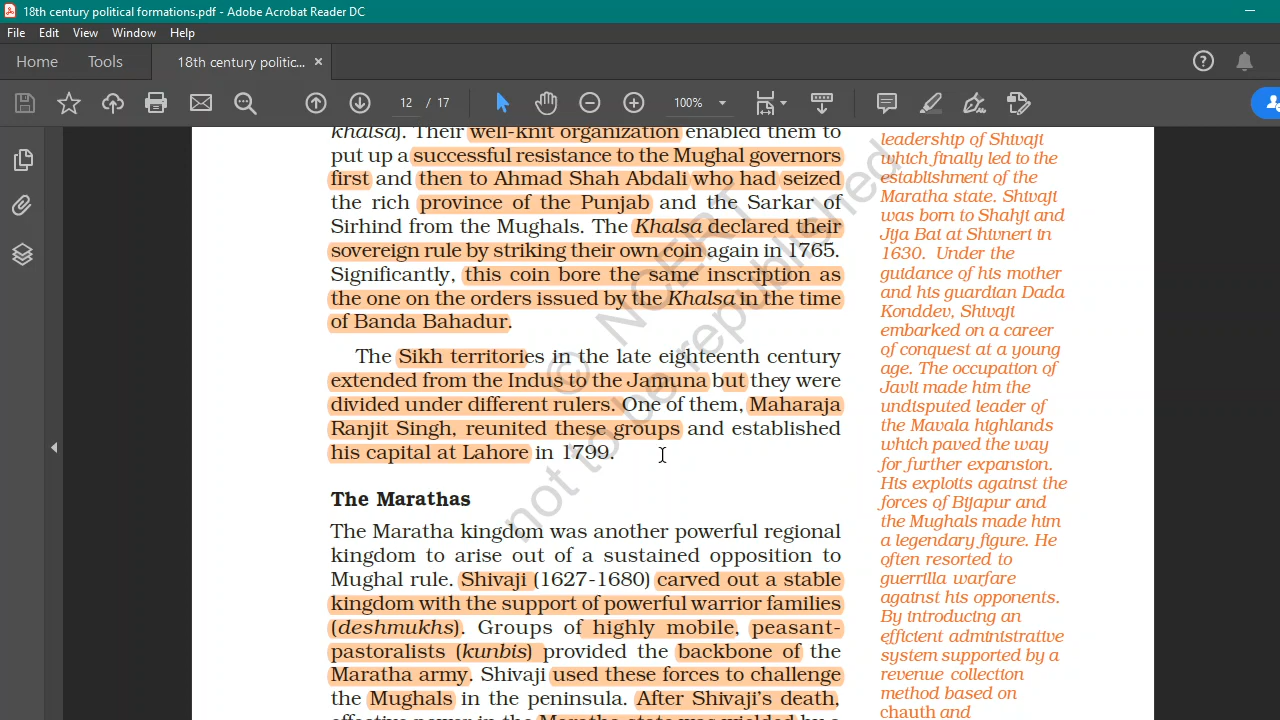 18th century political formations.pdf - Adobe Acrobat Reader DC
File Edit View Window Help
Home Tools 18th century politic... ×
12 / 17 100%
khalsa). Their well-knit organization enabled them to
put up a successful resistance to the Mughal governors
first and then to Ahmad Shah Abdali who had seized
the rich province of the Punjab and the Sarkar of
Sirhind from the Mughals. The Khalsa declared their
sovereign rule by striking their own coin again in 1765.
Significantly, this coin bore the same inscription as
the one on the orders issued by the Khalsa in the time
of Banda Bahadur.
The Sikh territories in the late eighteenth century
extended from the Indus to the Jamuna but they were
divided under different rulers. One of them, Maharaja
Ranjit Singh, reunited these groups and established
his capital at Lahore in 1799.
The Marathas
The Maratha kingdom was another powerful regional
kingdom to arise out of a sustained opposition to
Mughal rule. Shivaji (1627-1680) carved out a stable
kingdom with the support of powerful warrior families
(deshmukhs). Groups of highly mobile, peasant-
pastoralists (kunbis) provided the backbone of the
Maratha army. Shivaji used these forces to challenge
the Mughals in the peninsula. After Shivaji's death,
effective power in the Maratha state was wielded by a
leadership of Shivaji
which finally led to the
establishment of the
Maratha state. Shivaji
was born to Shahji and
Jija Bai at Shivneri in
1630. Under the
guidance of his mother
and his guardian Dada
Konddev, Shivaji
embarked on a career
of conquest at a young
age. The occupation of
Javli made him the
undisputed leader of
the Mavala highlands
which paved the way
for further expansion.
His exploits against the
forces of Bijapur and
the Mughals made him
a legendary figure. He
often resorted to
guerrilla warfare
against his opponents.
By introducing an
efficient administrative
system supported by a
revenue collection
method based on
chauth and
© NCERT
not to be republished